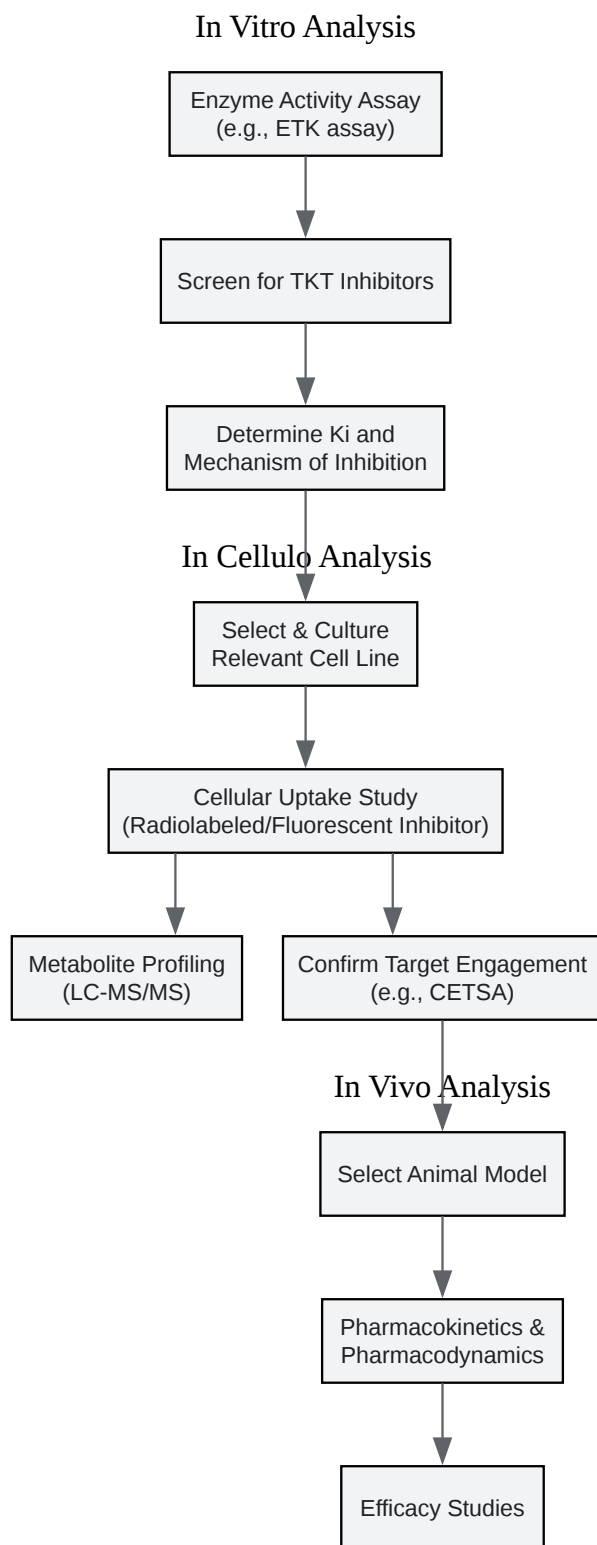 In Vitro Analysis
Enzyme Activity Assay
(e.g., ETK assay)
Screen for TKT Inhibitors
Determine Ki and
Mechanism of Inhibition
In Cellulo Analysis
Select & Culture
Relevant Cell Line
Cellular Uptake Study
(Radiolabeled/Fluorescent Inhibitor)
Metabolite Profiling
(LC-MS/MS)
Confirm Target Engagement
(e.g., CETSA)
In Vivo Analysis
Select Animal Model
Pharmacokinetics &
Pharmacodynamics
Efficacy Studies